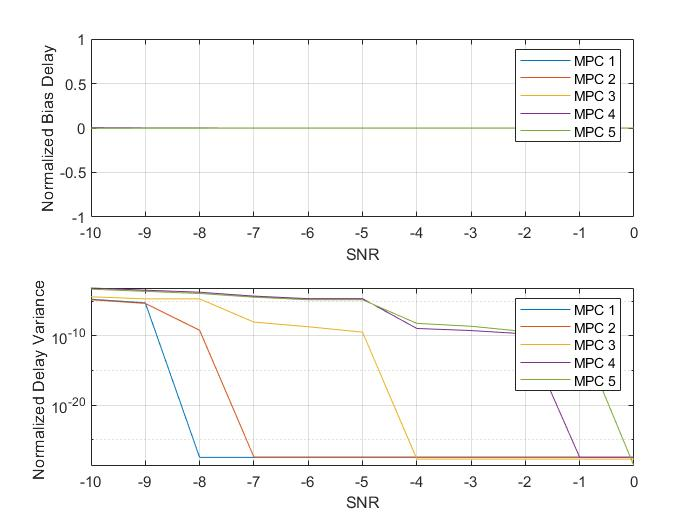 1
0.5
0
-0.5
-1
Normalized Bias Delay
MPC 1
MPC 2
MPC 3
MPC 4
MPC 5
-10 -9 -8 -7 -6 -5 -4 -3 -2 -1 0
SNR
10^-10
10^-20
Normalized Delay Variance
MPC 1
MPC 2
MPC 3
MPC 4
MPC 5
-10 -9 -8 -7 -6 -5 -4 -3 -2 -1 0
SNR